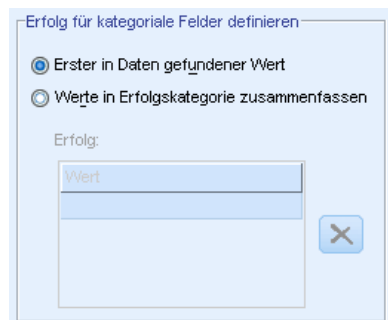 Erfolg für kategoriale Felder definieren
Erster in Daten gefundener Wert
Werte in Erfolgskategorie zusammenfassen
Erfolg:
Wert